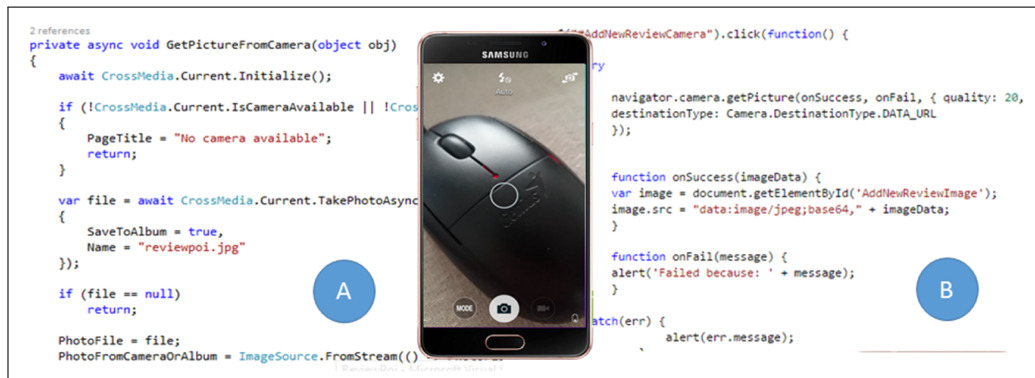 2 references
private async void GetPictureFromCamera(object obj)
{
await CrossMedia.Current.Initialize();
if (!CrossMedia.Current.IsCameraAvailable || !Cros
{
PageTitle = "No camera available";
return;
}
var file = await CrossMedia.Current.TakePhotoAsync
{
SaveToAlbum = true,
Name = "reviewpoi.jpg"
});
if (file == null)
return;
PhotoFile = file;
PhotoFromCameraOrAlbum = ImageSource.FromStream(()
A
SAMSUNG
Auto
MODE
AddNewReviewCamera").click(function() {
ry
navigator.camera.getPicture(onSuccess, onFail, { quality: 20,
destinationType: Camera.DestinationType.DATA_URL
});
function onSuccess(imageData) {
var image = document.getElementById('AddNewReviewImage');
image.src = "data:image/jpeg;base64," + imageData;
}
function onFail(message) {
alert('Failed because: ' + message);
}
atch(err) {
alert(err.message);
B